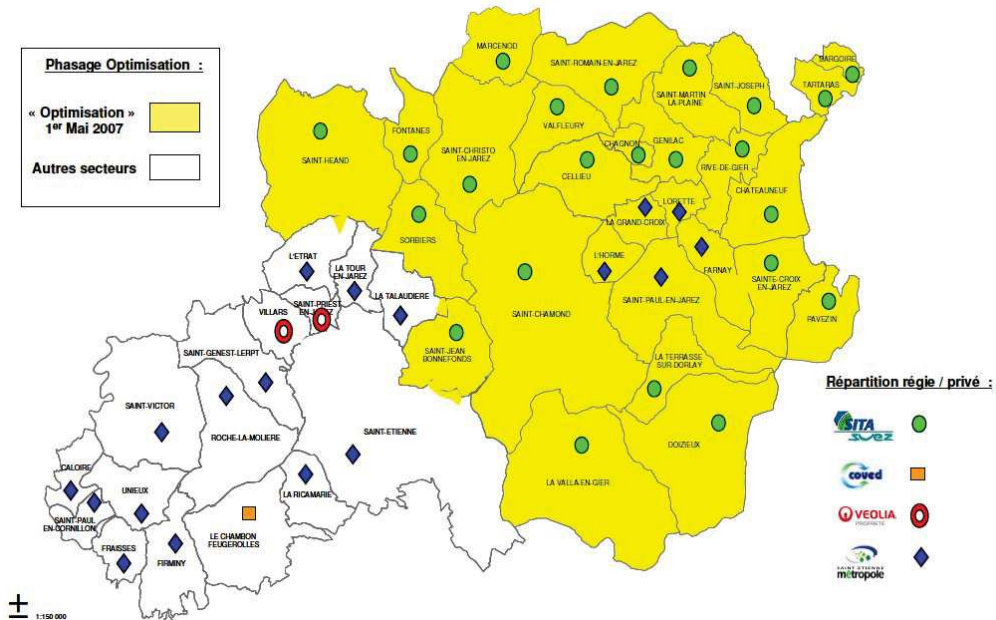 Phasage Optimisation :
« Optimisation »
1er Mai 2007
Autres secteurs
MARCENOD
SAINT-ROMAIN-EN-JAREZ
SAINT-MARTIN
LA-PLAINE
SAINT-JOSEPH
DARGOIRE
TARTARAS
SAINT-HEAND
FONTANES
SAINT-CHRISTO
EN-JAREZ
VALFLEURY
CHAGNON
GENILAC
CELLIEU
RIVE-DE-GIER
CHATEAUNEUF
SORBIERS
LA GRAND-CROIX
LORETTE
L'HORME
FARNAY
SAINTE-CROIX
EN-JAREZ
PAVEZIN
SAINT-CHAMOND
SAINT-PAUL-EN-JAREZ
L'ETRAT
LA TOUR
EN-JAREZ
LA TALAUDIERE
VILLARS
SAINT-PRIEST
EN-JAREZ
SAINT-JEAN
BONNEFONDS
LA TERRASSE
SUR-DORLAY
SAINT-GENEST-LERPT
SAINT-VICTOR
ROCHE-LA-MOLIERE
SAINT-ETIENNE
DOIZIEUX
LA VALLA-EN-GIER
CALOIRE
UNIEUX
LA RICAMARIE
SAINT-PAUL
EN-CORNILLON
LE CHAMBON
FEUGEROLLES
FRAISSES
FIRMINY
Répartition régie / privé :
SITA
suez
coved
VEOLIA
PROPRETÉ
SAINT-ETIENNE
métropole
1:150 000